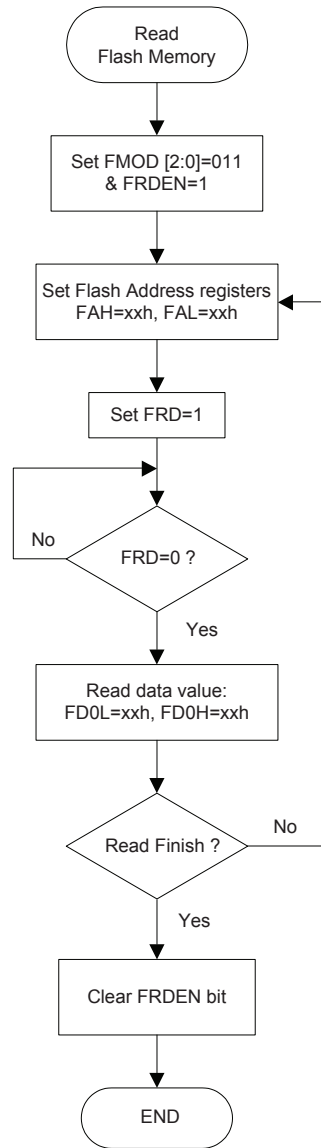 Read
Flash Memory
Set FMOD [2:0]=011
& FRDEN=1
Set Flash Address registers
FAH=xxh, FAL=xxh
Set FRD=1
No
FRD=0 ?
Yes
Read data value:
FD0L=xxh, FD0H=xxh
Read Finish ?
No
Yes
Clear FRDEN bit
END